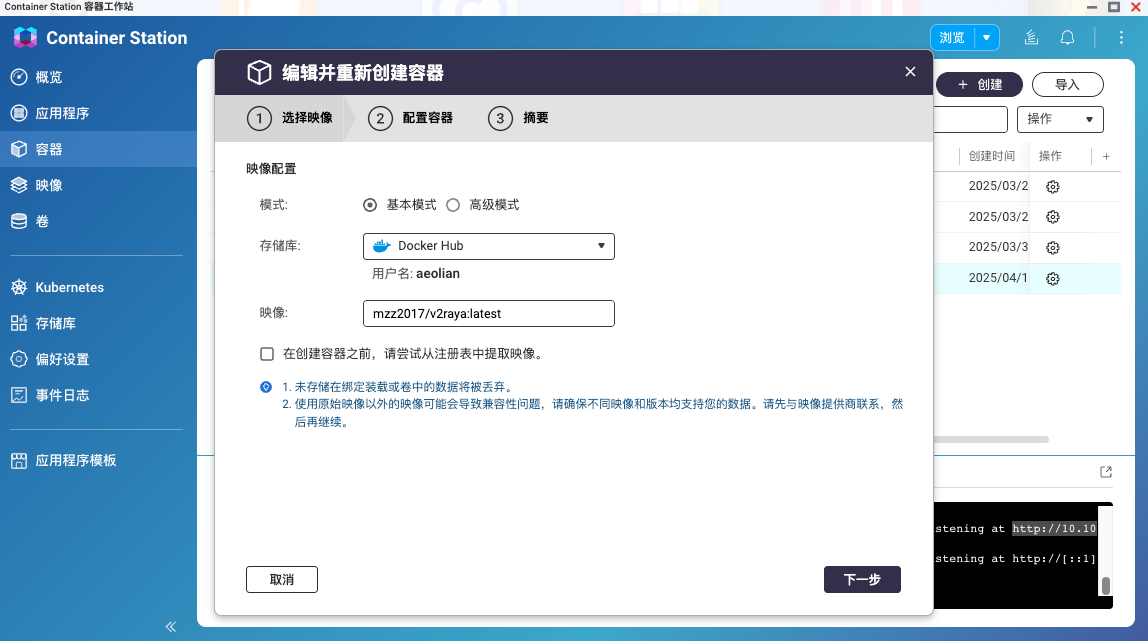 Container Station 容器工作站
Container Station
浏览
概览
应用程序
容器
映像
卷
Kubernetes
存储库
偏好设置
事件日志
应用程序模板
编辑并重新创建容器
1 选择映像
2 配置容器
3 摘要
映像配置
模式:
基本模式
高级模式
存储库:
Docker Hub
用户名: aeolian
映像:
mzz2017/v2raya:latest
在创建容器之前，请尝试从注册表中提取映像。
1. 未存储在绑定装载或卷中的数据将被丢弃。
2. 使用原始映像以外的映像可能会导致兼容性问题，请确保不同映像和版本均支持您的数据。请先与映像提供商联系，然
后再继续。
取消
下一步
+ 创建
导入
操作
创建时间
操作
+
2025/03/2
2025/03/2
2025/03/3
2025/04/1
stening at http://10.10
stening at http://[::1]